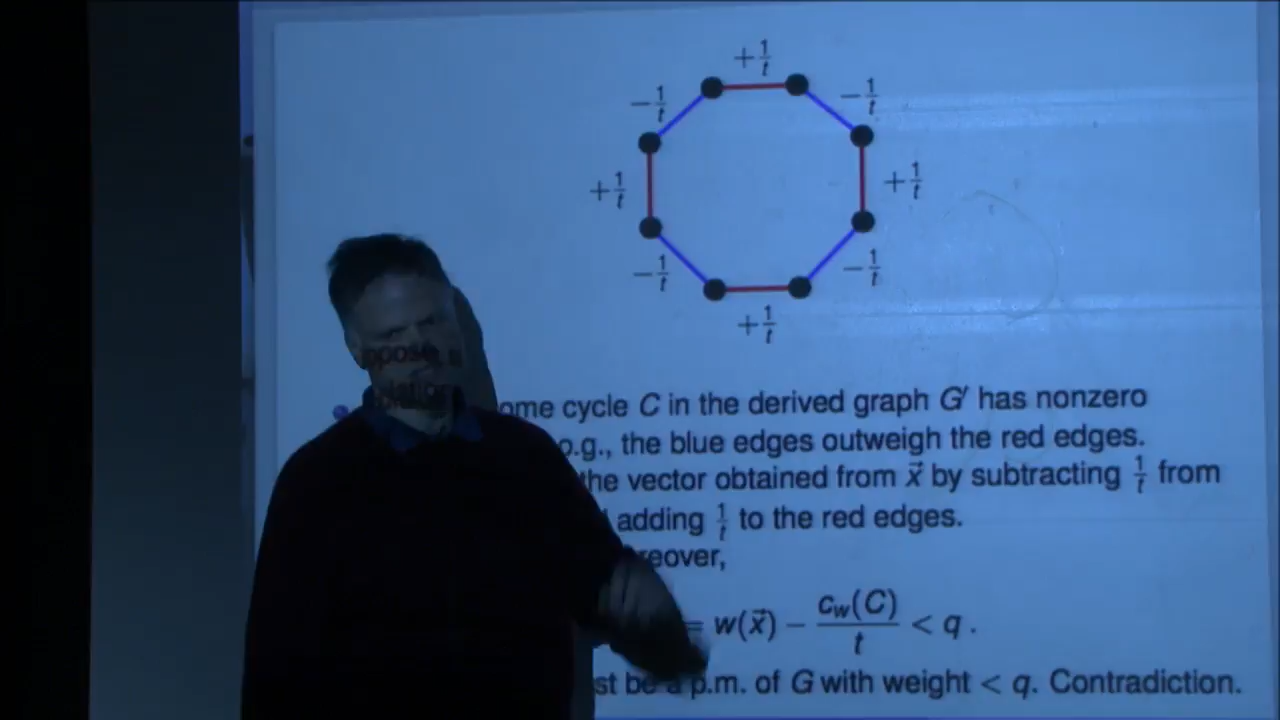 +1/t
-1/t -1/t
+1/t +1/t
-1/t -1/t
+1/t
ome cycle C in the derived graph G′ has nonzero
o.g., the blue edges outweigh the red edges.
the vector obtained from x⃗ by subtracting 1/t from
adding 1/t to the red edges.
reover,
= w(x⃗) − c_w(C)/t < q .
st be a p.m. of G with weight < q. Contradiction.